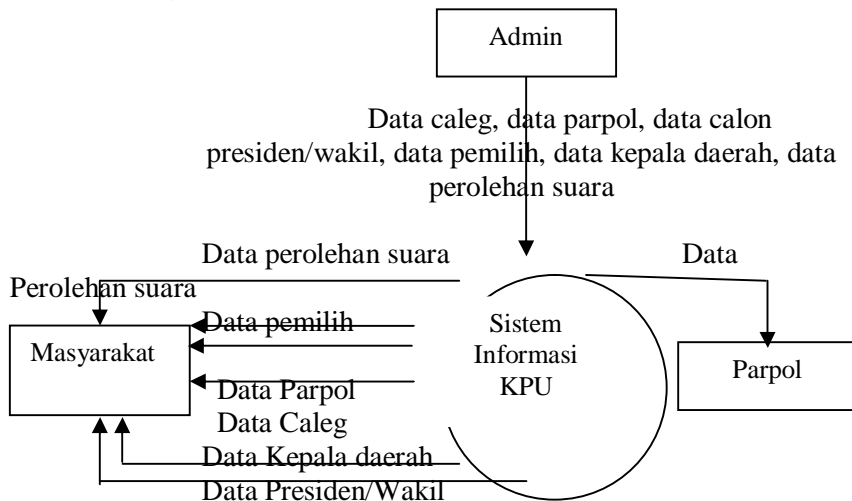 Admin
Data caleg, data parpol, data calon
presiden/wakil, data pemilih, data kepala daerah, data
perolehan suara
Data perolehan suara
Data
Perolehan suara
Data pemilih
Masyarakat
Sistem
Informasi
KPU
Parpol
Data Parpol
Data Caleg
Data Kepala daerah
Data Presiden/Wakil